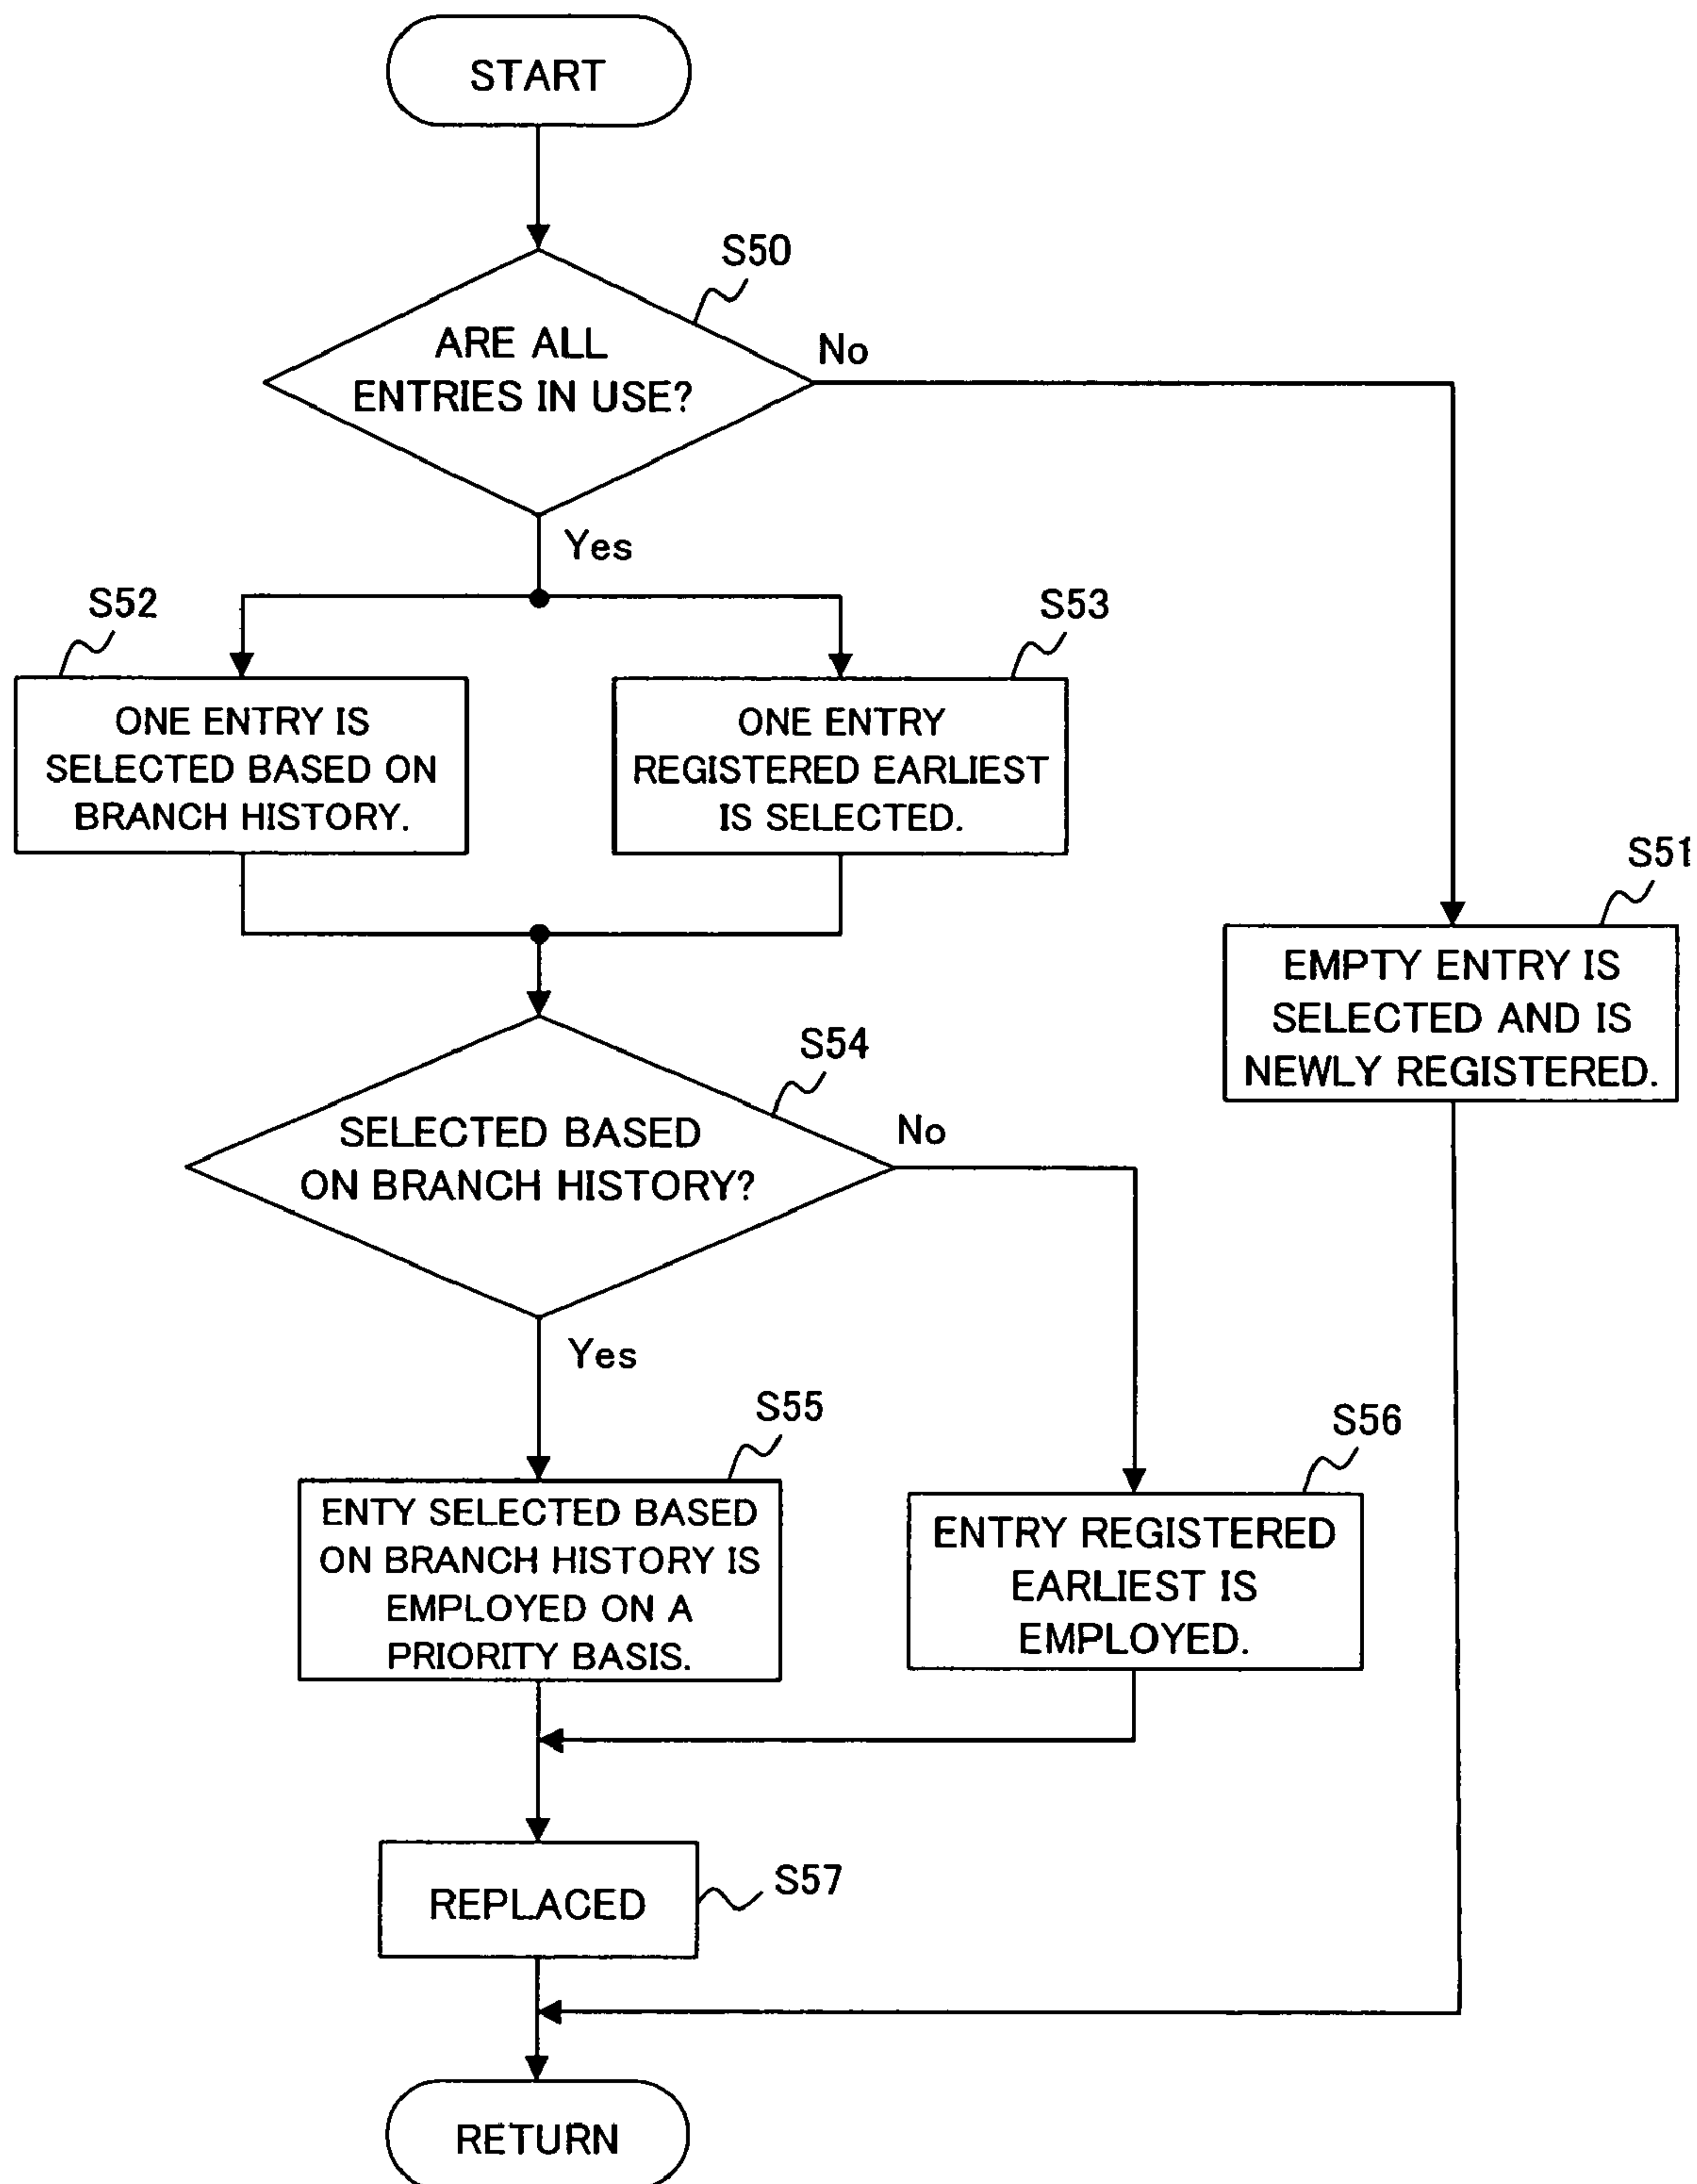 START
S50
ARE ALL
ENTRIES IN USE?
No
Yes
S52
S53
ONE ENTRY IS
SELECTED BASED ON
BRANCH HISTORY.
ONE ENTRY
REGISTERED EARLIEST
IS SELECTED.
S51
EMPTY ENTRY IS
SELECTED AND IS
NEWLY REGISTERED.
S54
SELECTED BASED
ON BRANCH HISTORY?
No
Yes
S55
S56
ENTY SELECTED BASED
ON BRANCH HISTORY IS
EMPLOYED ON A
PRIORITY BASIS.
ENTRY REGISTERED
EARLIEST IS
EMPLOYED.
REPLACED
S57
RETURN